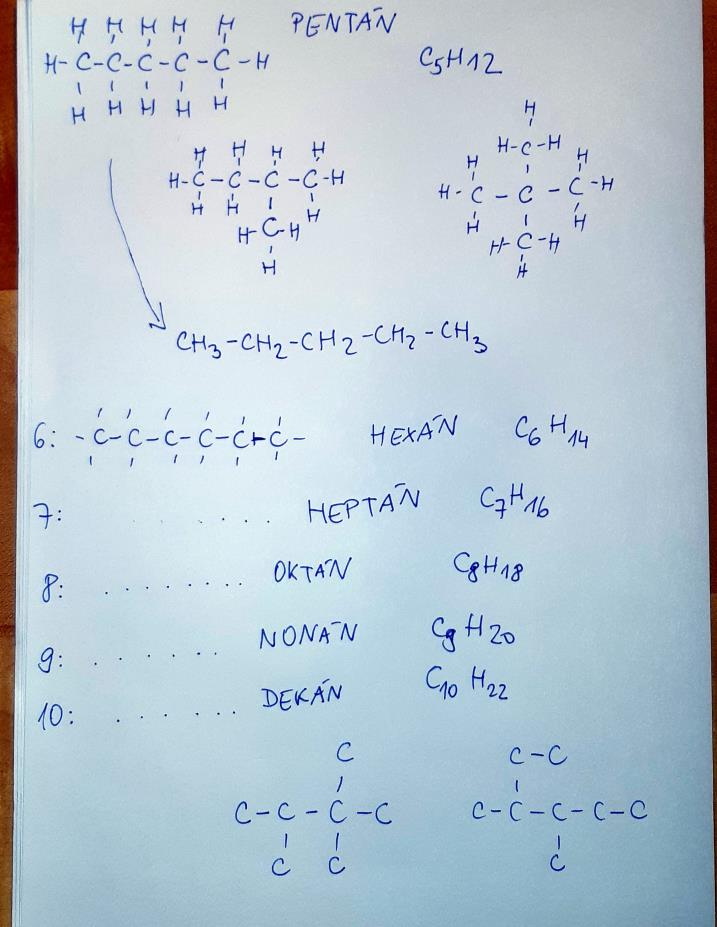 H H H H H PENTÁN
H-C-C-C-C-C-H C5H12
H H H H H
H
H-C-H
H H H H H H
H-C-C-C-C-H H-C-C-C-H
H H H H H
H-C-H H-C-H
H H
CH3-CH2-CH2-CH2-CH3
6: -C-C-C-C-C-C- HEXÁN C6H14
7: . . . . . HEPTÁN C7H16
8: . . . . . . . . OKTÁN C8H18
9: . . . . . . . NONÁN C9H20
10: . . . . . . . DEKÁN C10H22
C C-C
C-C-C-C C-C-C-C-C
C C C